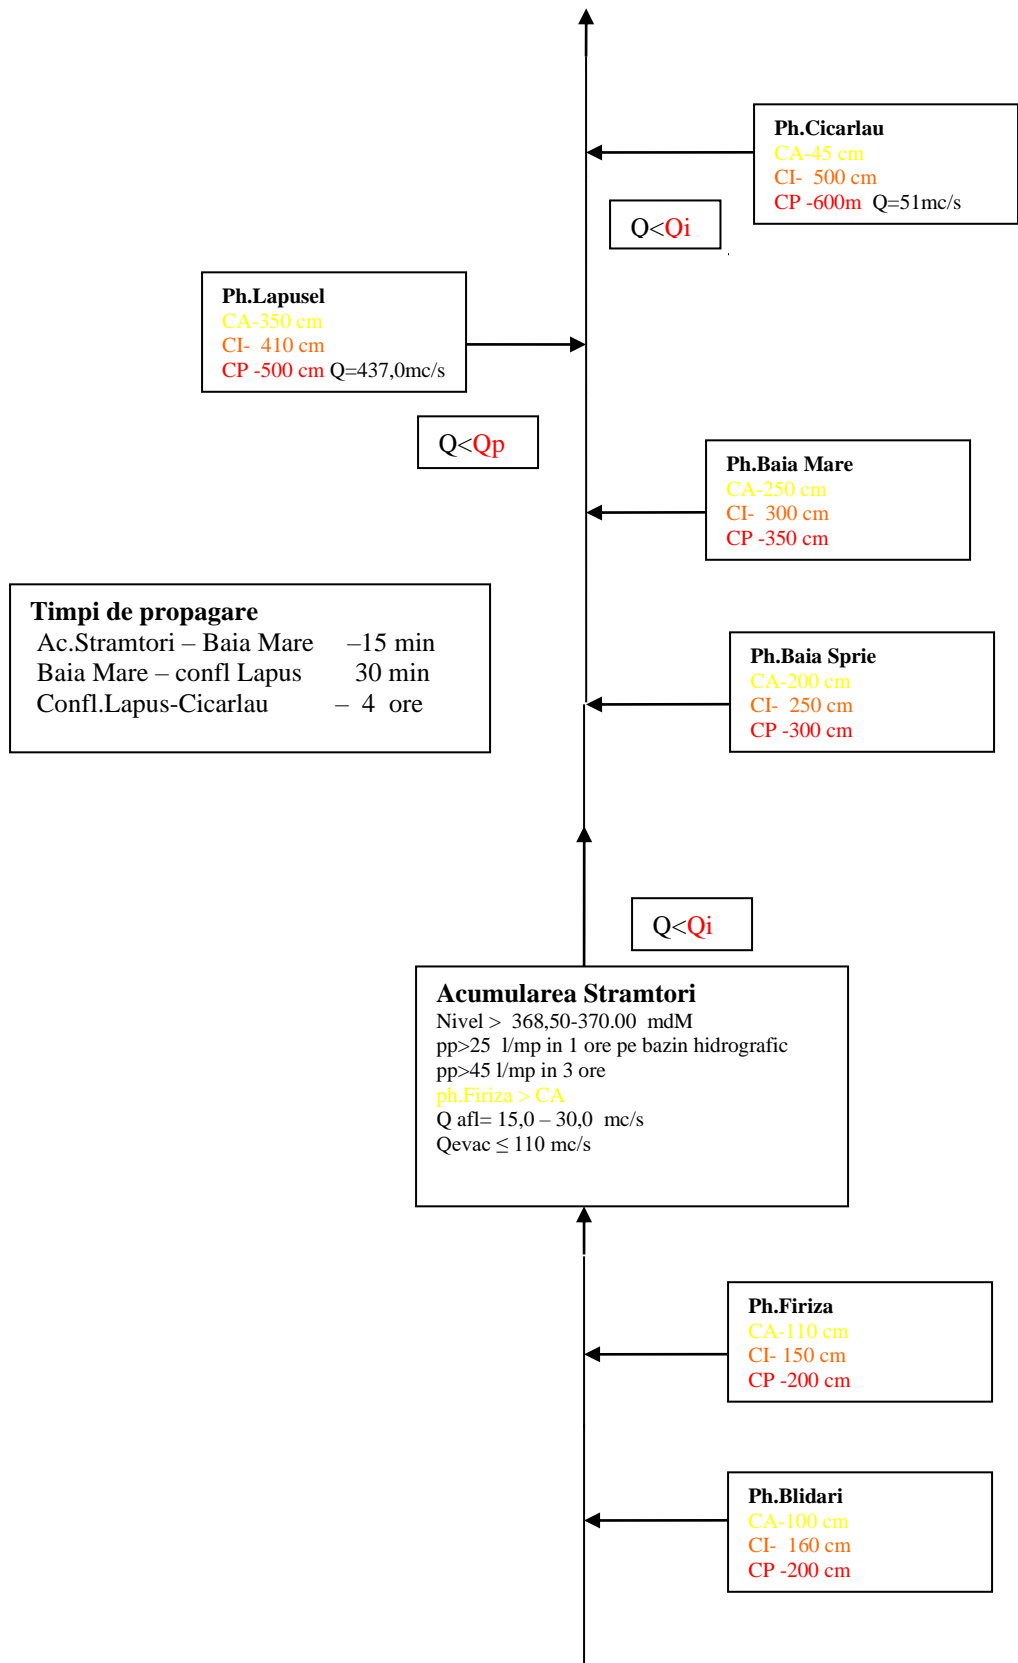 Ph.Cicarlau
CA-45 cm
CI-  500 cm
CP -600m  Q=51mc/s
Q<Qi
Ph.Lapusel
CA-350 cm
CI-  410 cm
CP -500 cm Q=437,0mc/s
Q<Qp
Ph.Baia Mare
CA-250 cm
CI-  300 cm
CP -350 cm
Timpi de propagare
Ac.Stramtori – Baia Mare –15 min
Baia Mare – confl Lapus 30 min
Confl.Lapus-Cicarlau – 4 ore
Ph.Baia Sprie
CA-200 cm
CI-  250 cm
CP -300 cm
Q<Qi
Acumularea Stramtori
Nivel > 368,50-370.00 mdM
pp>25 l/mp in 1 ore pe bazin hidrografic
pp>45 l/mp in 3 ore
ph.Firiza > CA
Q afl= 15,0 – 30,0 mc/s
Qevac ≤ 110 mc/s
Ph.Firiza
CA-110 cm
CI- 150 cm
CP -200 cm
Ph.Blidari
CA-100 cm
CI-  160 cm
CP -200 cm